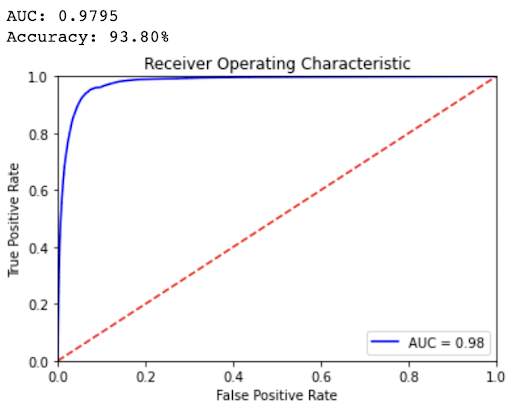 AUC: 0.9795
Accuracy: 93.80%
Receiver Operating Characteristic
1.0
0.8
0.6
0.4
0.2
0.0
True Positive Rate
AUC = 0.98
0.0 0.2 0.4 0.6 0.8 1.0
False Positive Rate